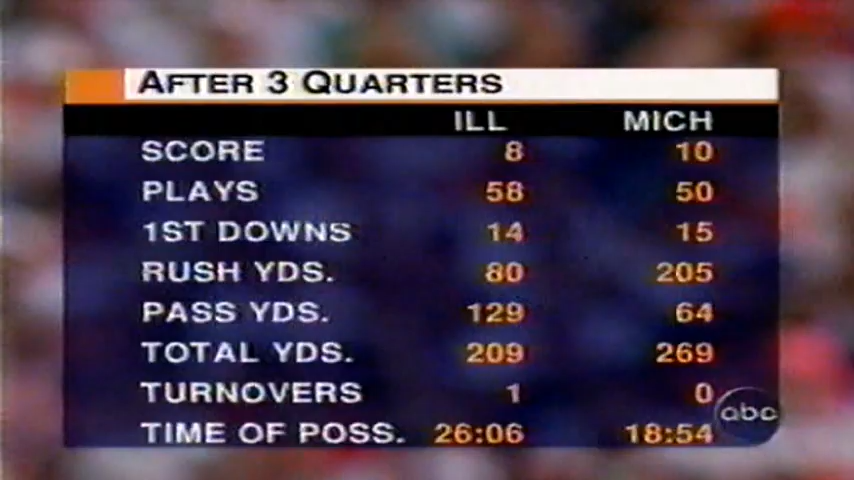 AFTER 3 QUARTERS
ILL MICH
SCORE 8 10
PLAYS 58 50
1ST DOWNS 14 15
RUSH YDS. 80 205
PASS YDS. 129 64
TOTAL YDS. 209 269
TURNOVERS 1 0
TIME OF POSS. 26:06 18:54
abc